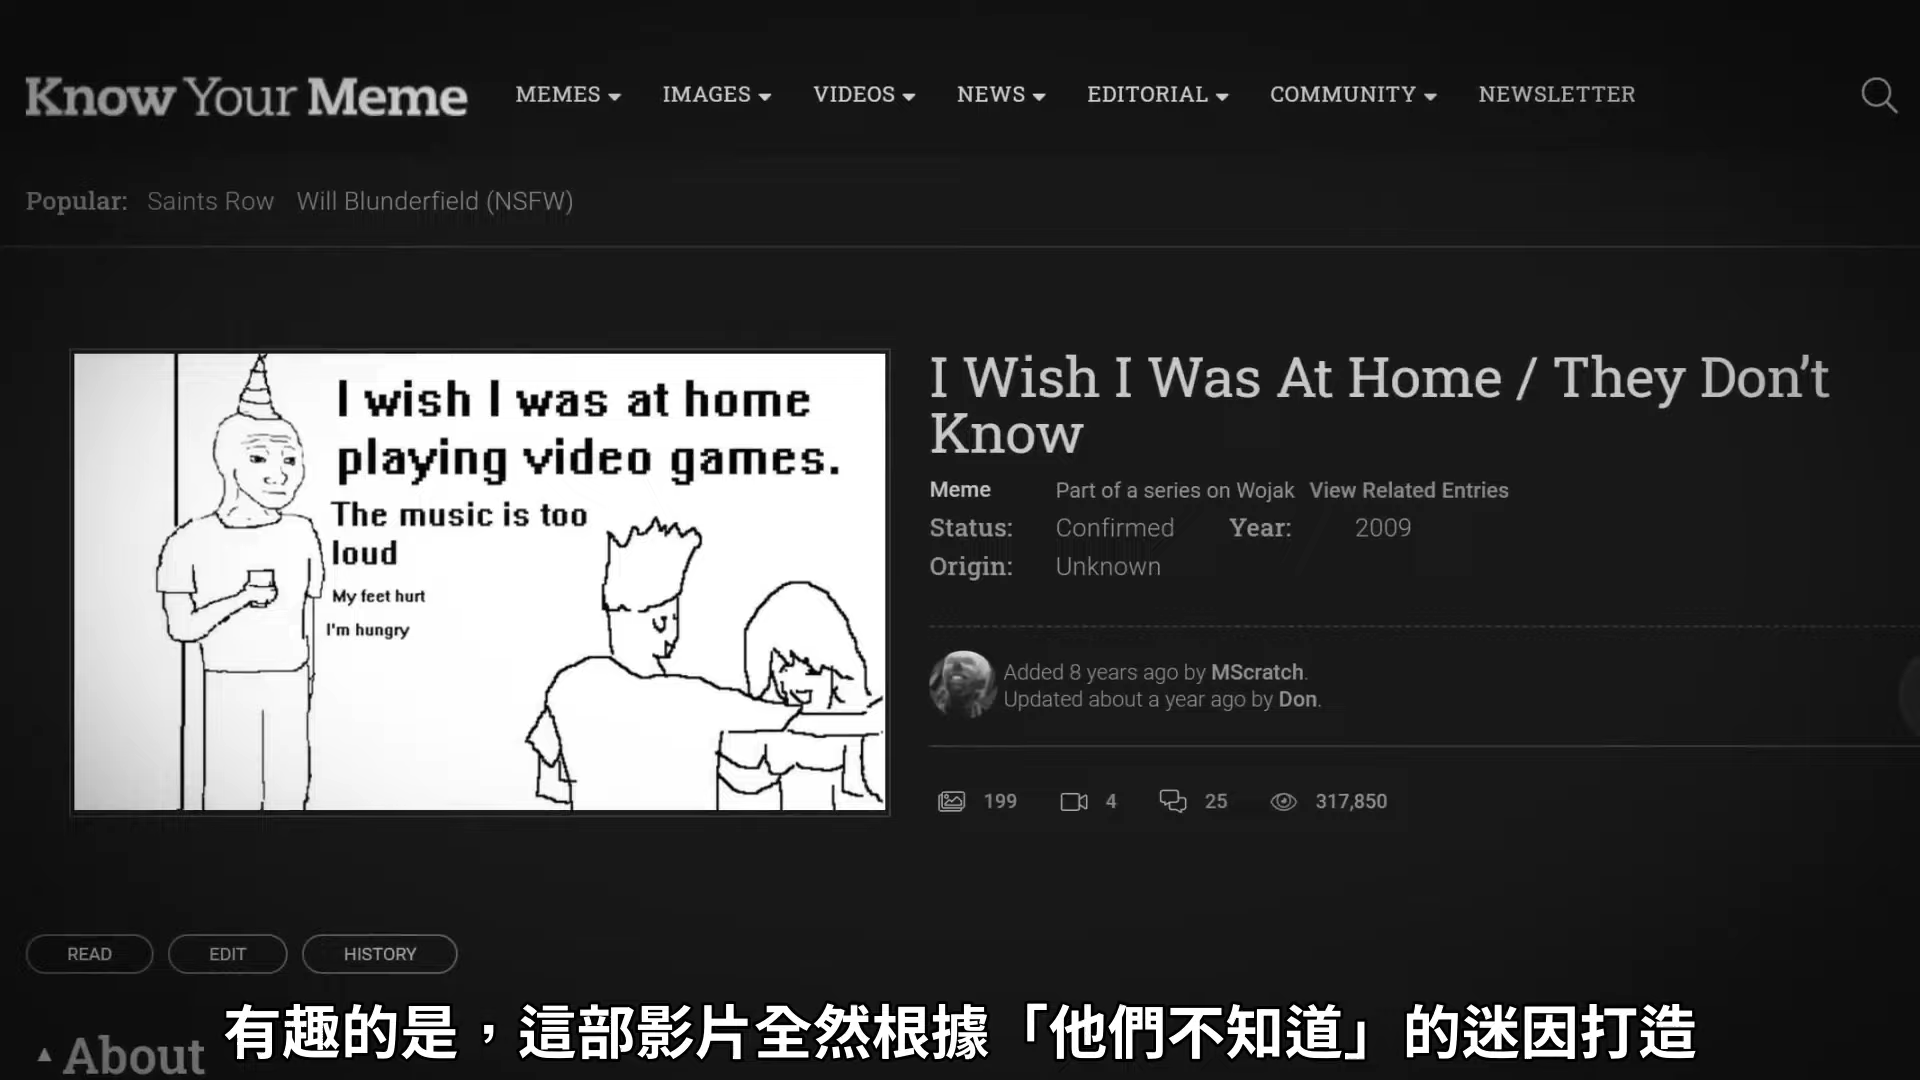 Know Your Meme MEMES IMAGES VIDEOS NEWS EDITORIAL COMMUNITY NEWSLETTER
Popular: Saints Row Will Blunderfield (NSFW)
I wish I was at home
playing video games.
The music is too
loud
My feet hurt
I'm hungry
I Wish I Was At Home / They Don't
Know
Meme Part of a series on Wojak View Related Entries
Status: Confirmed Year: 2009
Origin: Unknown
Added 8 years ago by MScratch.
Updated about a year ago by Don.
199 4 25 317,850
READ EDIT HISTORY
About
有趣的是，這部影片全然根據「他們不知道」的迷因打造